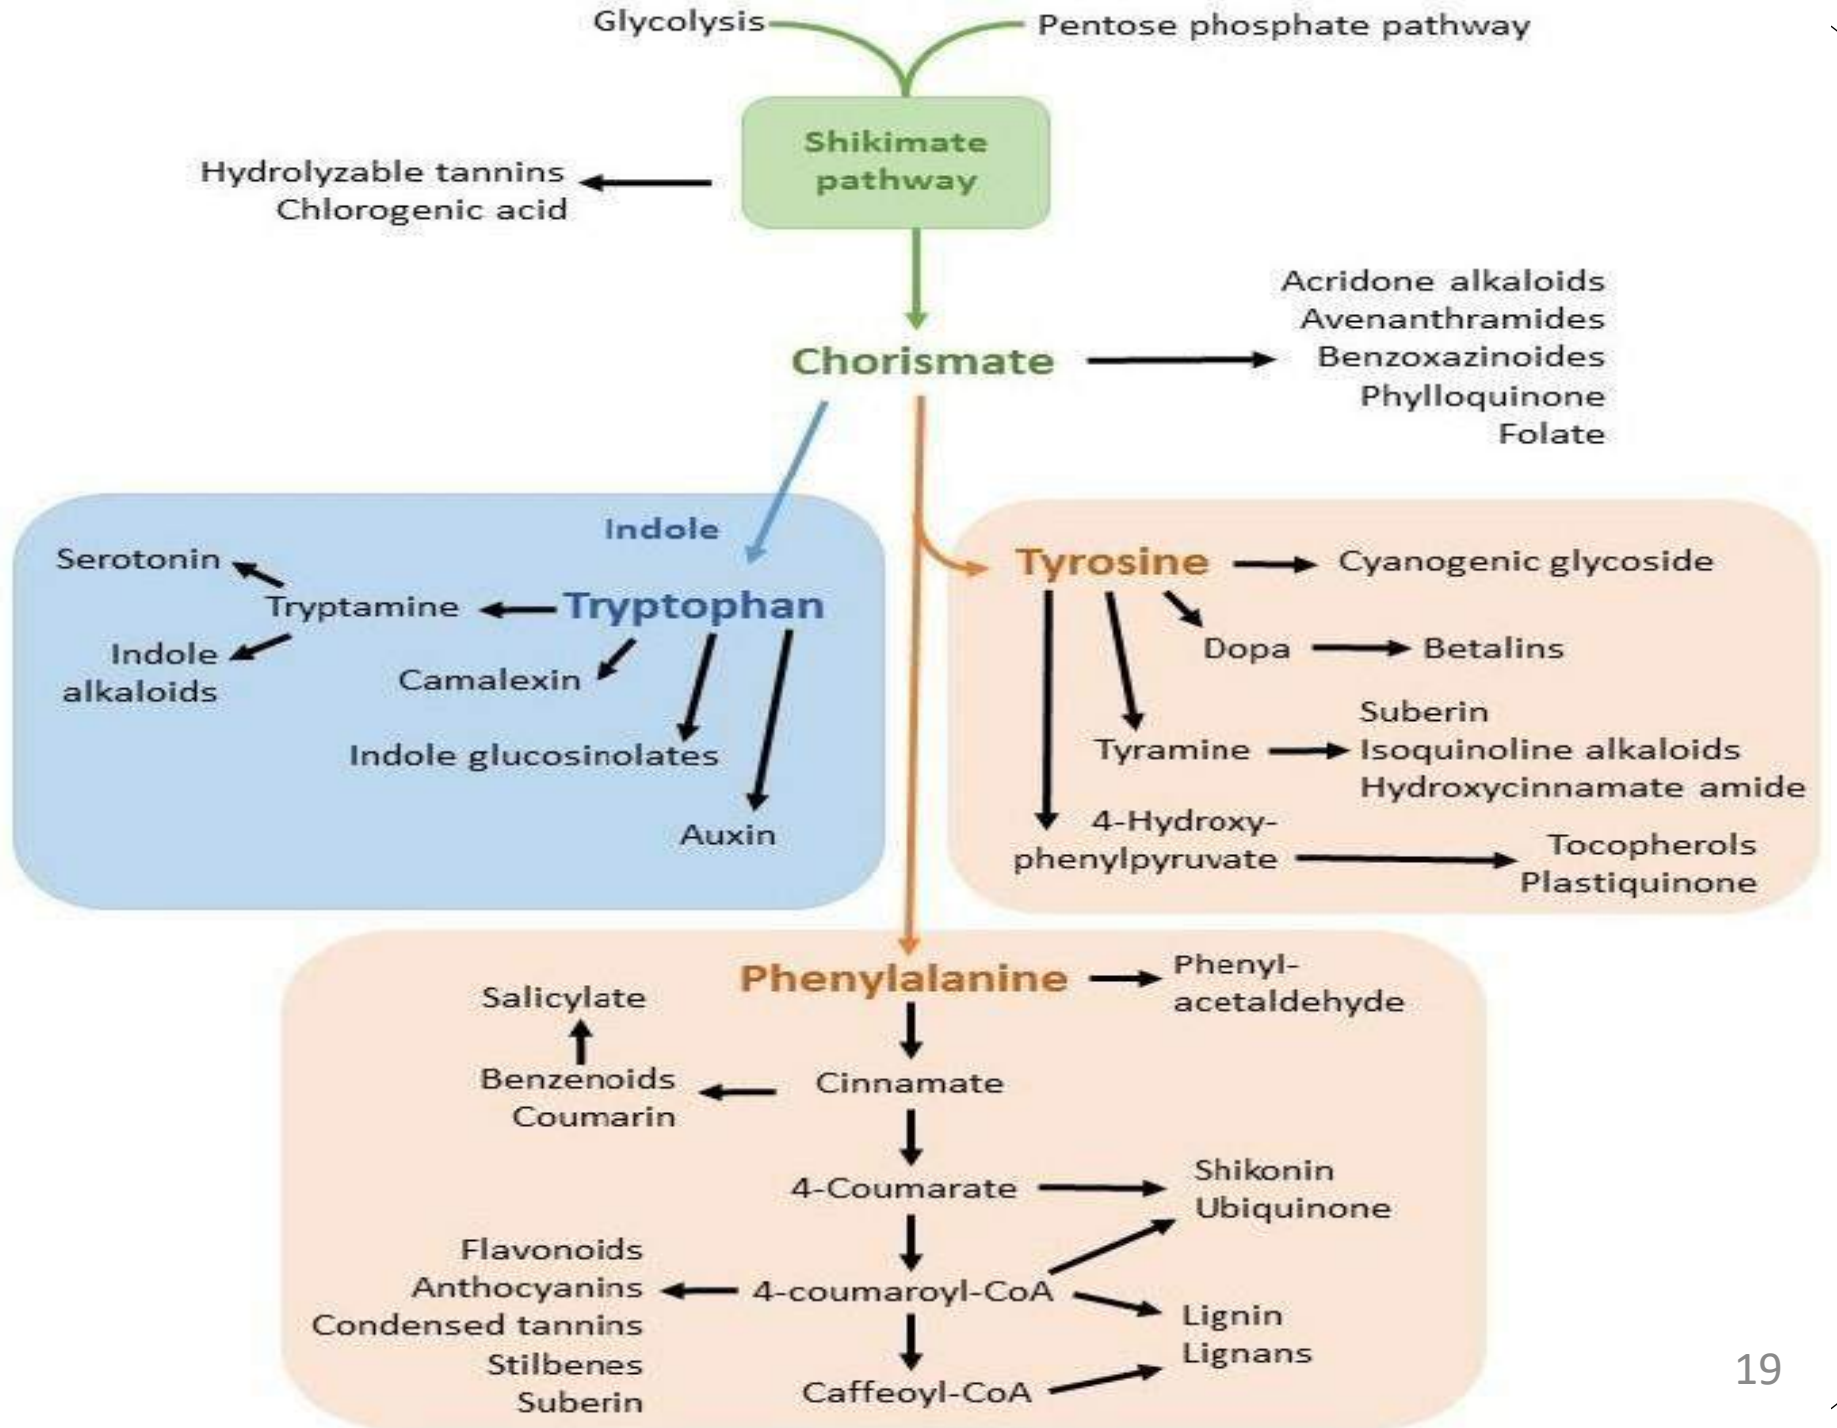 Glycolysis
Pentose phosphate pathway
Shikimate
pathway
Hydrolyzable tannins
Chlorogenic acid
Chorismate
Acridone alkaloids
Avenanthramides
Benzoxazinoides
Phylloquinone
Folate
Indole
Tryptophan
Serotonin
Tryptamine
Indole
alkaloids
Camalexin
Indole glucosinolates
Auxin
Tyrosine
Cyanogenic glycoside
Dopa
Betalins
Tyramine
Suberin
Isoquinoline alkaloids
Hydroxycinnamate amide
4-Hydroxy-
phenylpyruvate
Tocopherols
Plastiquinone
Phenylalanine
Phenyl-
acetaldehyde
Salicylate
Benzenoids
Coumarin
Cinnamate
4-Coumarate
Shikonin
Ubiquinone
Flavonoids
Anthocyanins
Condensed tannins
Stilbenes
Suberin
4-coumaroyl-CoA
Lignin
Lignans
Caffeoyl-CoA
19